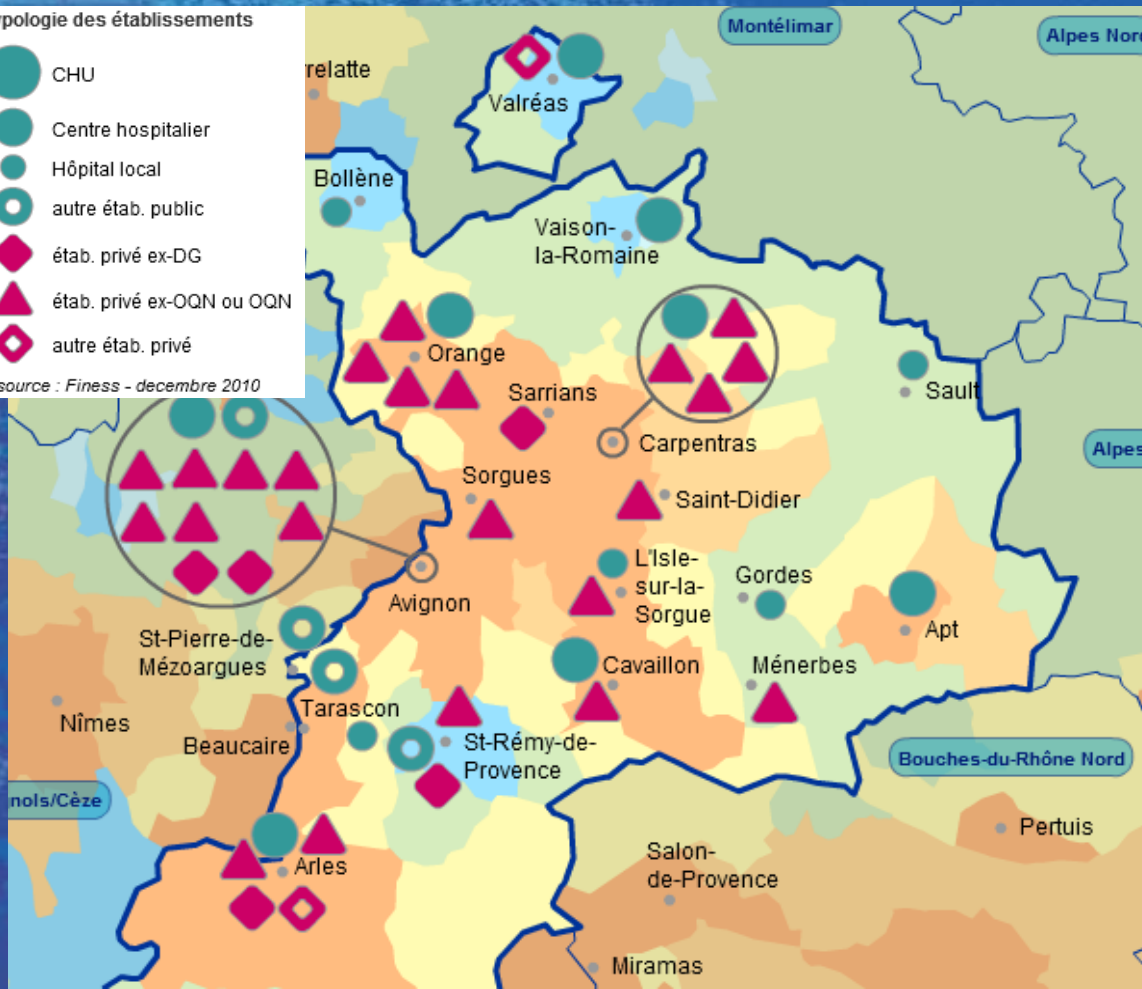 ypologie des établissements
CHU
Centre hospitalier
Hôpital local
autre étab. public
étab. privé ex-DG
étab. privé ex-OQN ou OQN
autre étab. privé
source : Finess - decembre 2010
Montélimar
Alpes Nord
rrelatte
Valréas
Bollène
Vaison-
la-Romaine
Orange
Sarrians
Sault
Carpentras
Alpes
Sorgues
Saint-Didier
L'Isle-
sur-la-
Sorgue
Gordes
Avignon
Apt
St-Pierre-de-
Mézoargues
Cavaillon
Ménerbes
Tarascon
Nîmes
Beaucaire
St-Rémy-de-
Provence
Bouches-du-Rhône Nord
gnols/Cèze
Pertuis
Salon-
de-Provence
Arles
Miramas